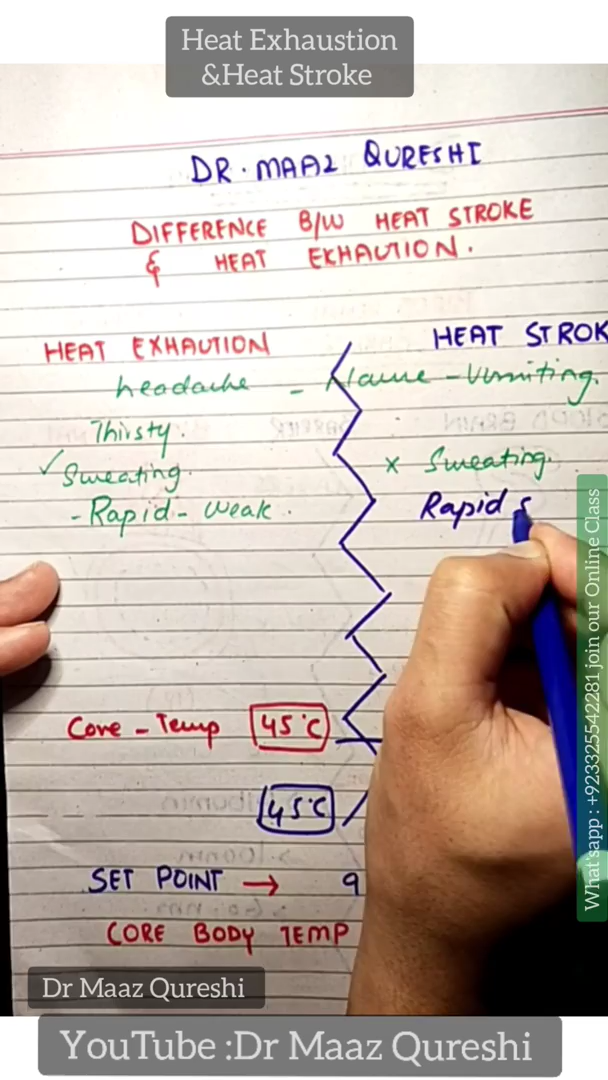 Heat Exhaustion
&Heat Stroke
DR. MAAZ QURESHI
DIFFERENCE B/W HEAT STROKE
& HEAT EXHAUTION.
HEAT EXHAUTION
HEAT STROK
headache - Nause - Vomiting.
Thirsty.
✓ Sweating.
x Sweating.
- Rapid - Weak.
Rapid S
Core - Temp 45°C
45°C /
SET POINT → 9
CORE BODY TEMP
What'sapp : +923325542281 join our Online Class
Dr Maaz Qureshi
YouTube :Dr Maaz Qureshi